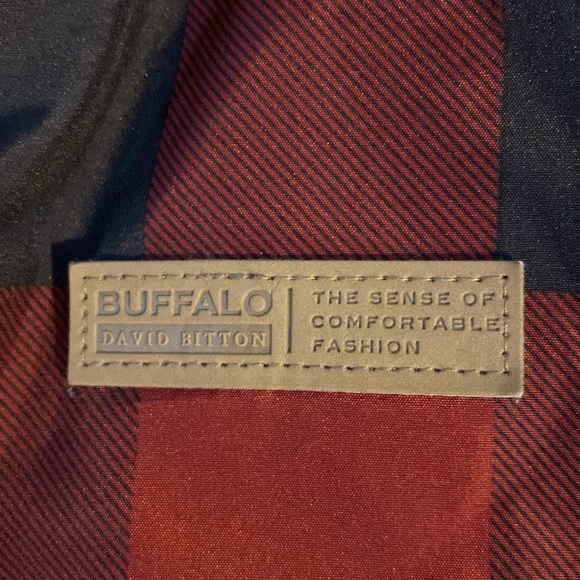 BUFFALO
DAVID BITTON
THE SENSE OF
COMFORTABLE
FASHION